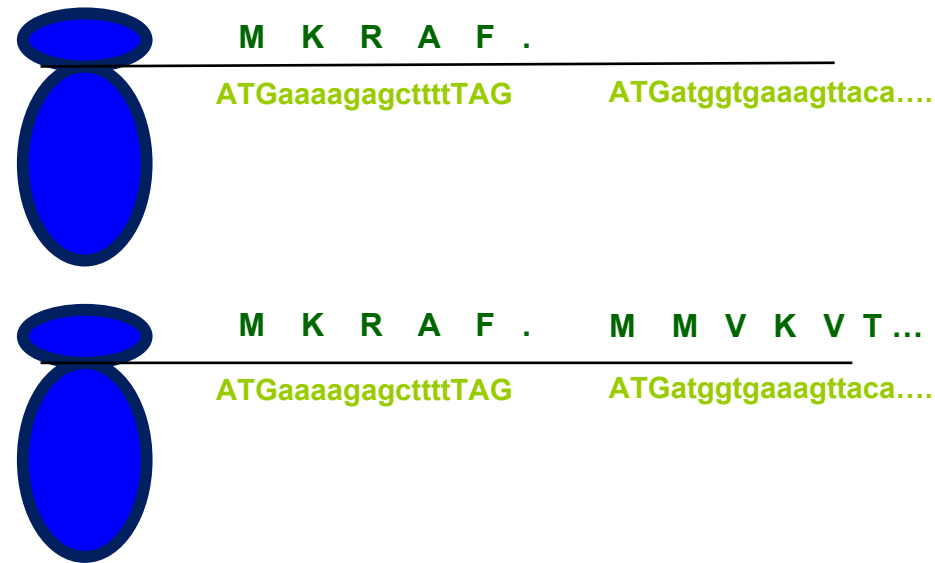 M K R A F .
ATGaaaagagcttttTAG ATGatggtgaaagttaca….
M K R A F . M M V K V T…
ATGaaaagagcttttTAG ATGatggtgaaagttaca….